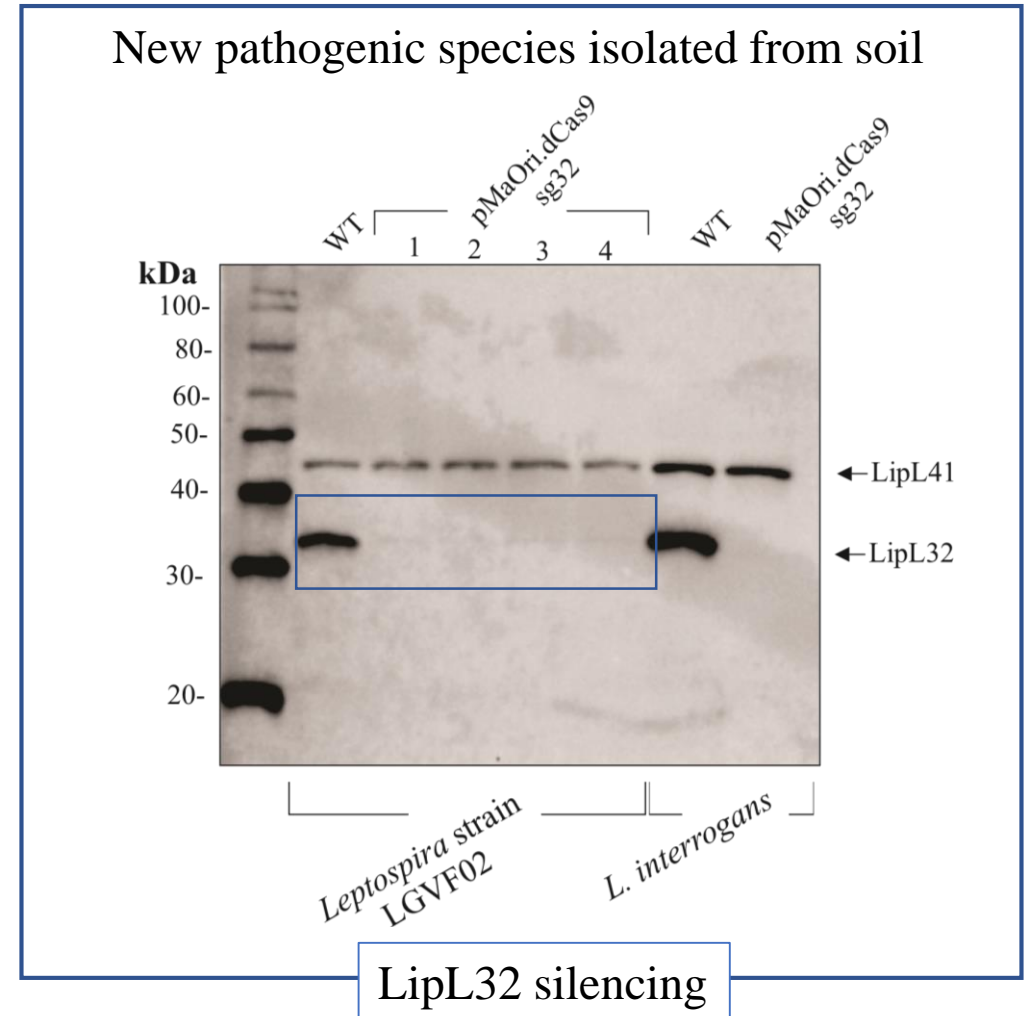 New pathogenic species isolated from soil
pMaOri.dCas9
sg32
pMaOri.dCas9
sg32
WT
1
2
3
4
WT
kDa
100-
80-
60-
50-
40-
30-
20-
LipL41
LipL32
Leptospira strain
LGVF02
L. interrogans
LipL32 silencing